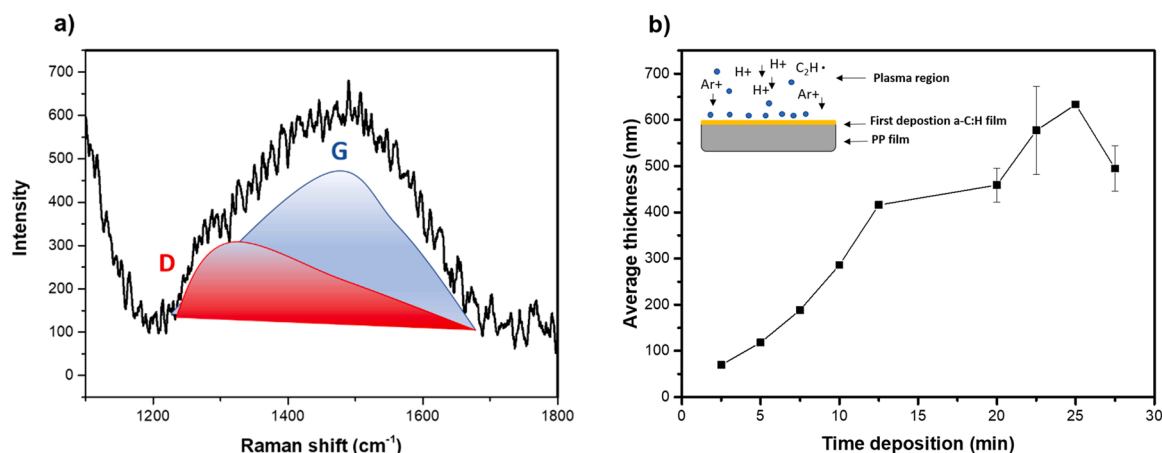 a)
700
600
500
400
300
200
100
0
Intensity
D
G
1200
1400
1600
1800
Raman shift (cm⁻¹)
b)
700
600
500
400
300
200
100
0
Average thickness (nm)
H+
H+
C₂H•
Ar+
H+
Ar+
Plasma region
First depostion a-C:H film
PP film
0
5
10
15
20
25
30
Time deposition (min)